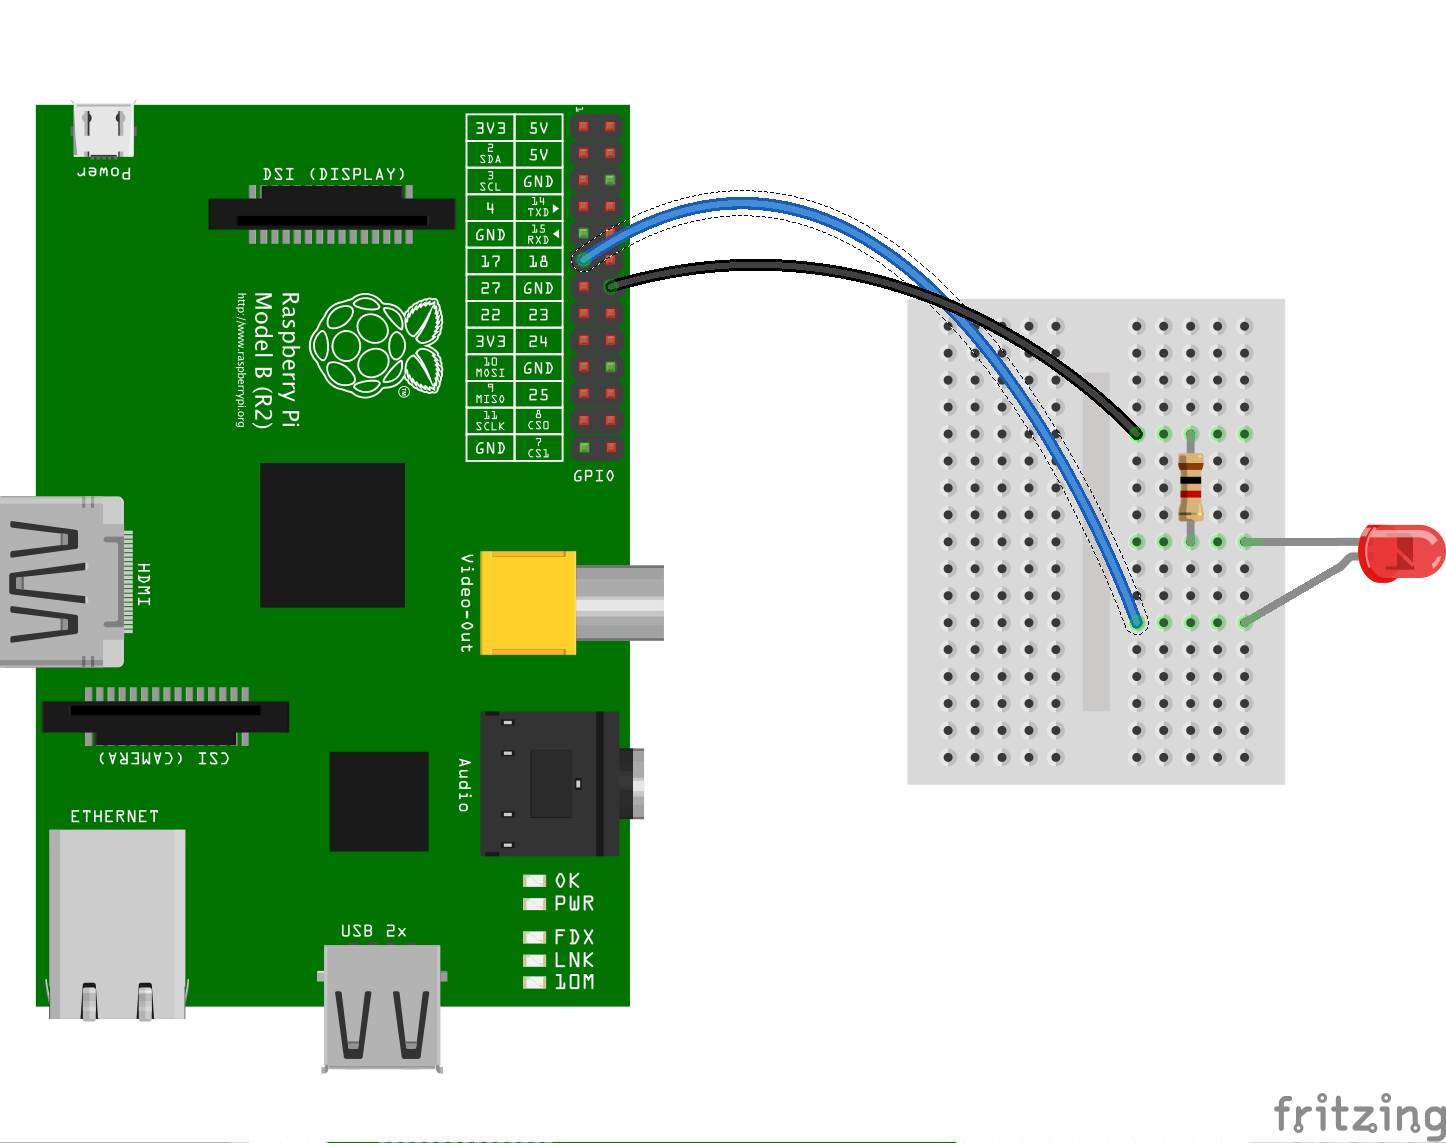 1
3V3 5V
2 SDA 5V
3 SCL GND
4 14 TXD
GND 15 RXD
17 18
27 GND
22 23
3V3 24
10 MOSI GND
9 MISO 25
11 SCLK 8 CS0
GND 7 CS1
GPIO
Power
DSI (DISPLAY)
Raspberry Pi
Model B (R2)
http://www.raspberrypi.org
HDMI
Video-Out
CSI (CAMERA)
Audio
ETHERNET
OK
PWR
USB 2x
FDX
LNK
10M
fritzing